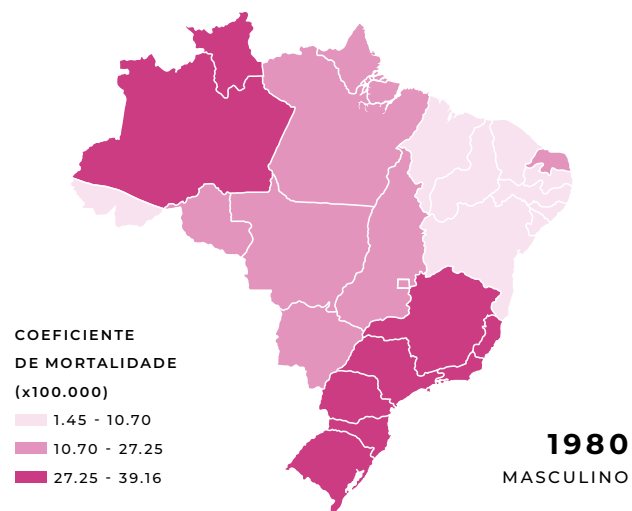 COEFICIENTE
DE MORTALIDADE
(x100.000)
1.45 - 10.70
10.70 - 27.25
27.25 - 39.16
1980
MASCULINO